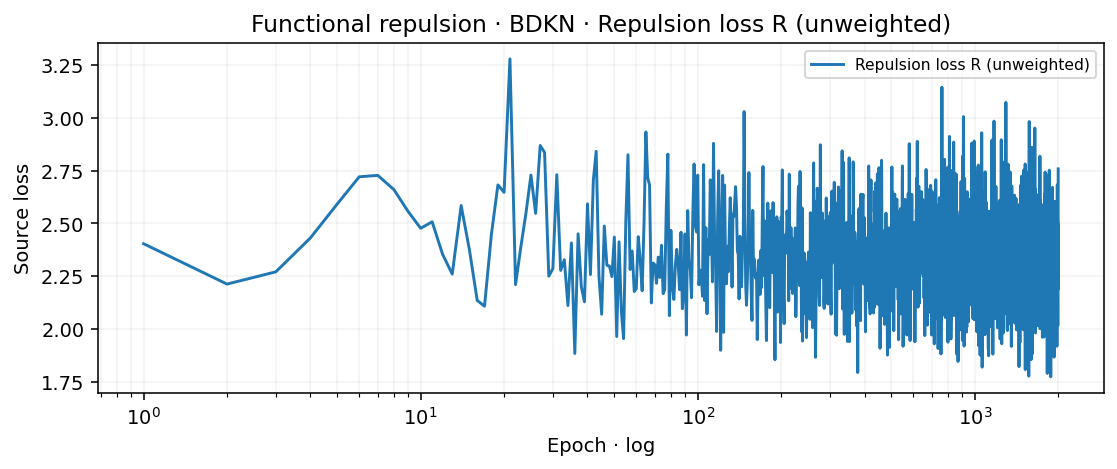 Functional repulsion · BDKN · Repulsion loss R (unweighted)
Repulsion loss R (unweighted)
Source loss
3.25
3.00
2.75
2.50
2.25
2.00
1.75
10⁰
10¹
10²
10³
Epoch · log